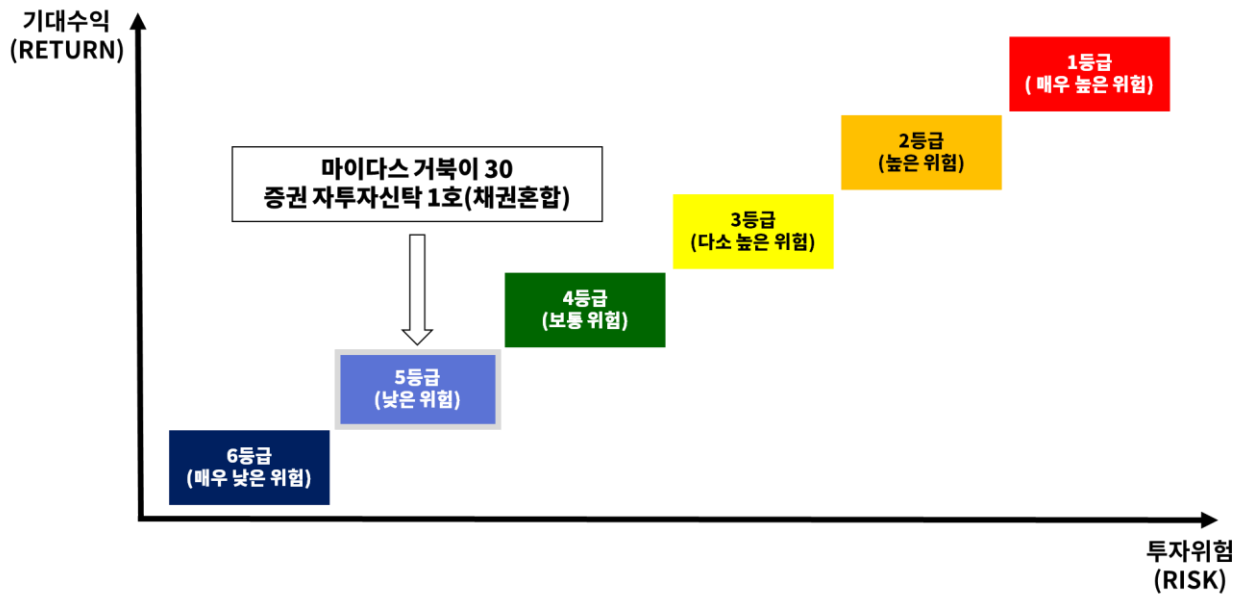 기대수익
(RETURN)
1등급
( 매우 높은 위험)
2등급
(높은 위험)
마이다스 거북이 30
증권 자투자신탁 1호(채권혼합)
3등급
(다소 높은 위험)
4등급
(보통 위험)
5등급
(낮은 위험)
6등급
(매우 낮은 위험)
투자위험
(RISK)